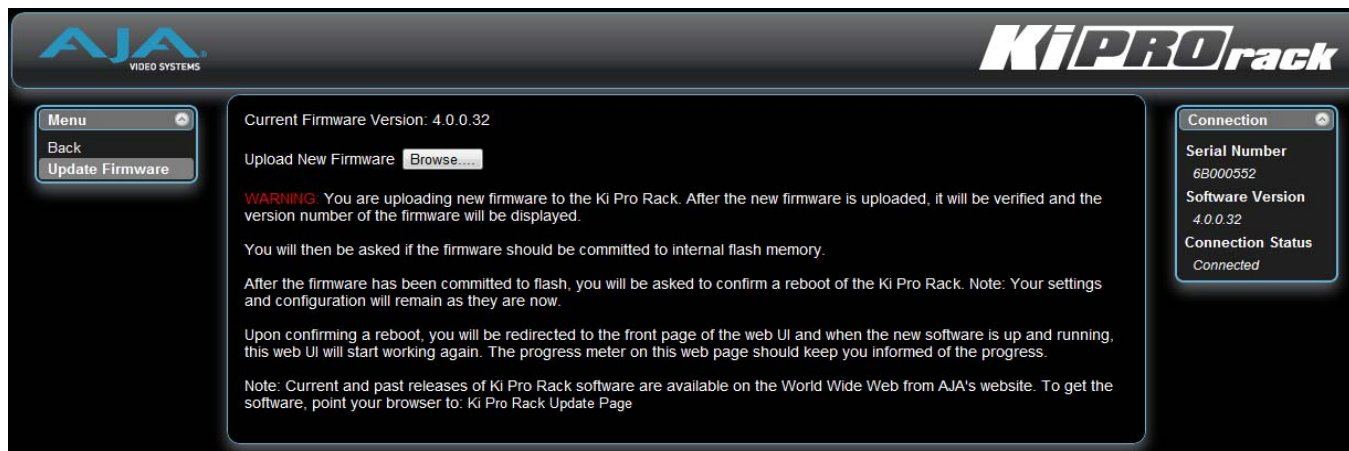 AJA
VIDEO SYSTEMS
Ki PRO rack
Menu
Back
Update Firmware
Current Firmware Version: 4.0.0.32
Upload New Firmware Browse....
WARNING: You are uploading new firmware to the Ki Pro Rack. After the new firmware is uploaded, it will be verified and the
version number of the firmware will be displayed.
You will then be asked if the firmware should be committed to internal flash memory.
After the firmware has been committed to flash, you will be asked to confirm a reboot of the Ki Pro Rack. Note: Your settings
and configuration will remain as they are now.
Upon confirming a reboot, you will be redirected to the front page of the web UI and when the new software is up and running,
this web UI will start working again. The progress meter on this web page should keep you informed of the progress.
Note: Current and past releases of Ki Pro Rack software are available on the World Wide Web from AJA's website. To get the
software, point your browser to: Ki Pro Rack Update Page
Connection
Serial Number
6B000552
Software Version
4.0.0.32
Connection Status
Connected